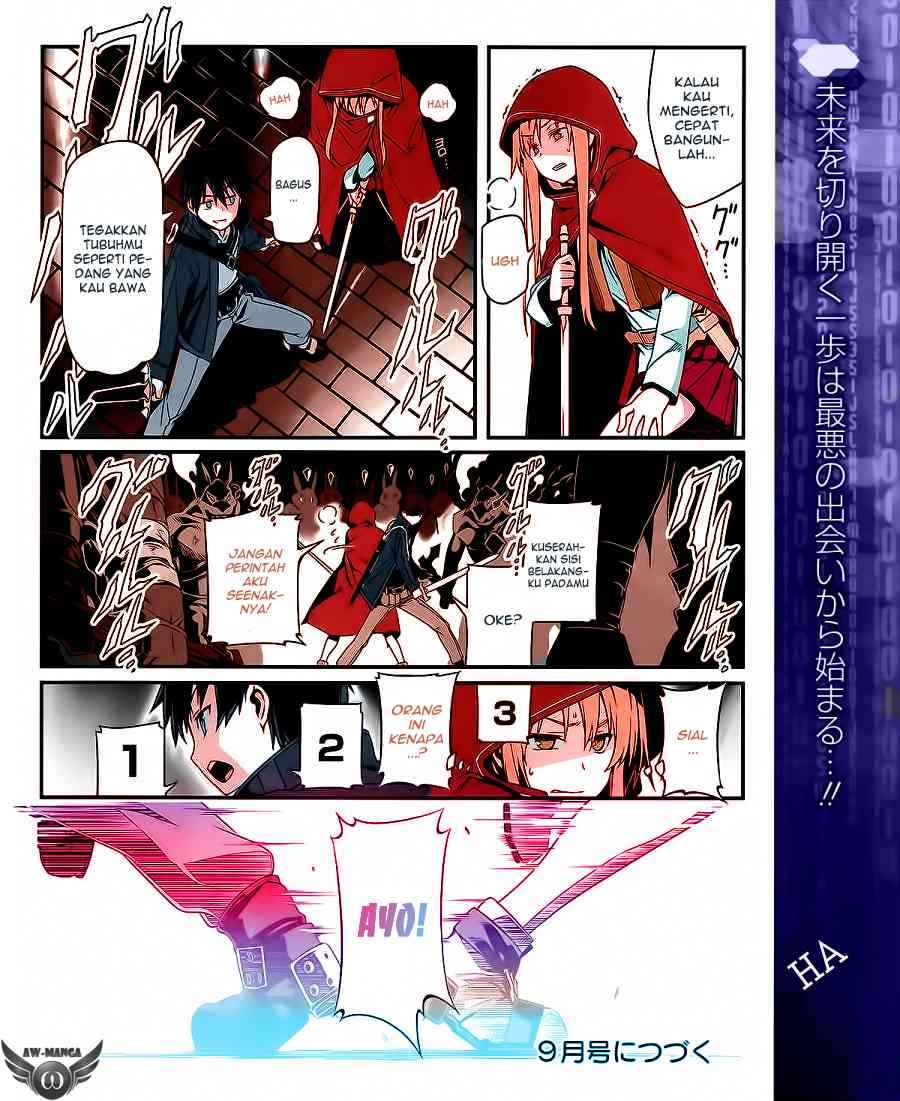 KALAU
KAU
MENGERTI,
CEPAT
BANGUN-
LAH...
UGH
ググ...
HAH
HAH
BAGUS
...
TEGAKKAN
TUBUHMU
SEPERTI PE-
DANG YANG
KAU BAWA
KUSERAH-
KAN SISI
BELAKANG-
KU PADAMU
OKE?
JANGAN
PERINTAH
AKU
SEENAK-
NYA!
1
2
ORANG
INI
KENAPA
...?
3
SIAL
...
AYO!
9月号につづく
未来を切り開く一歩は最悪の出会いから始まる…!!
HA
AW-MANGA